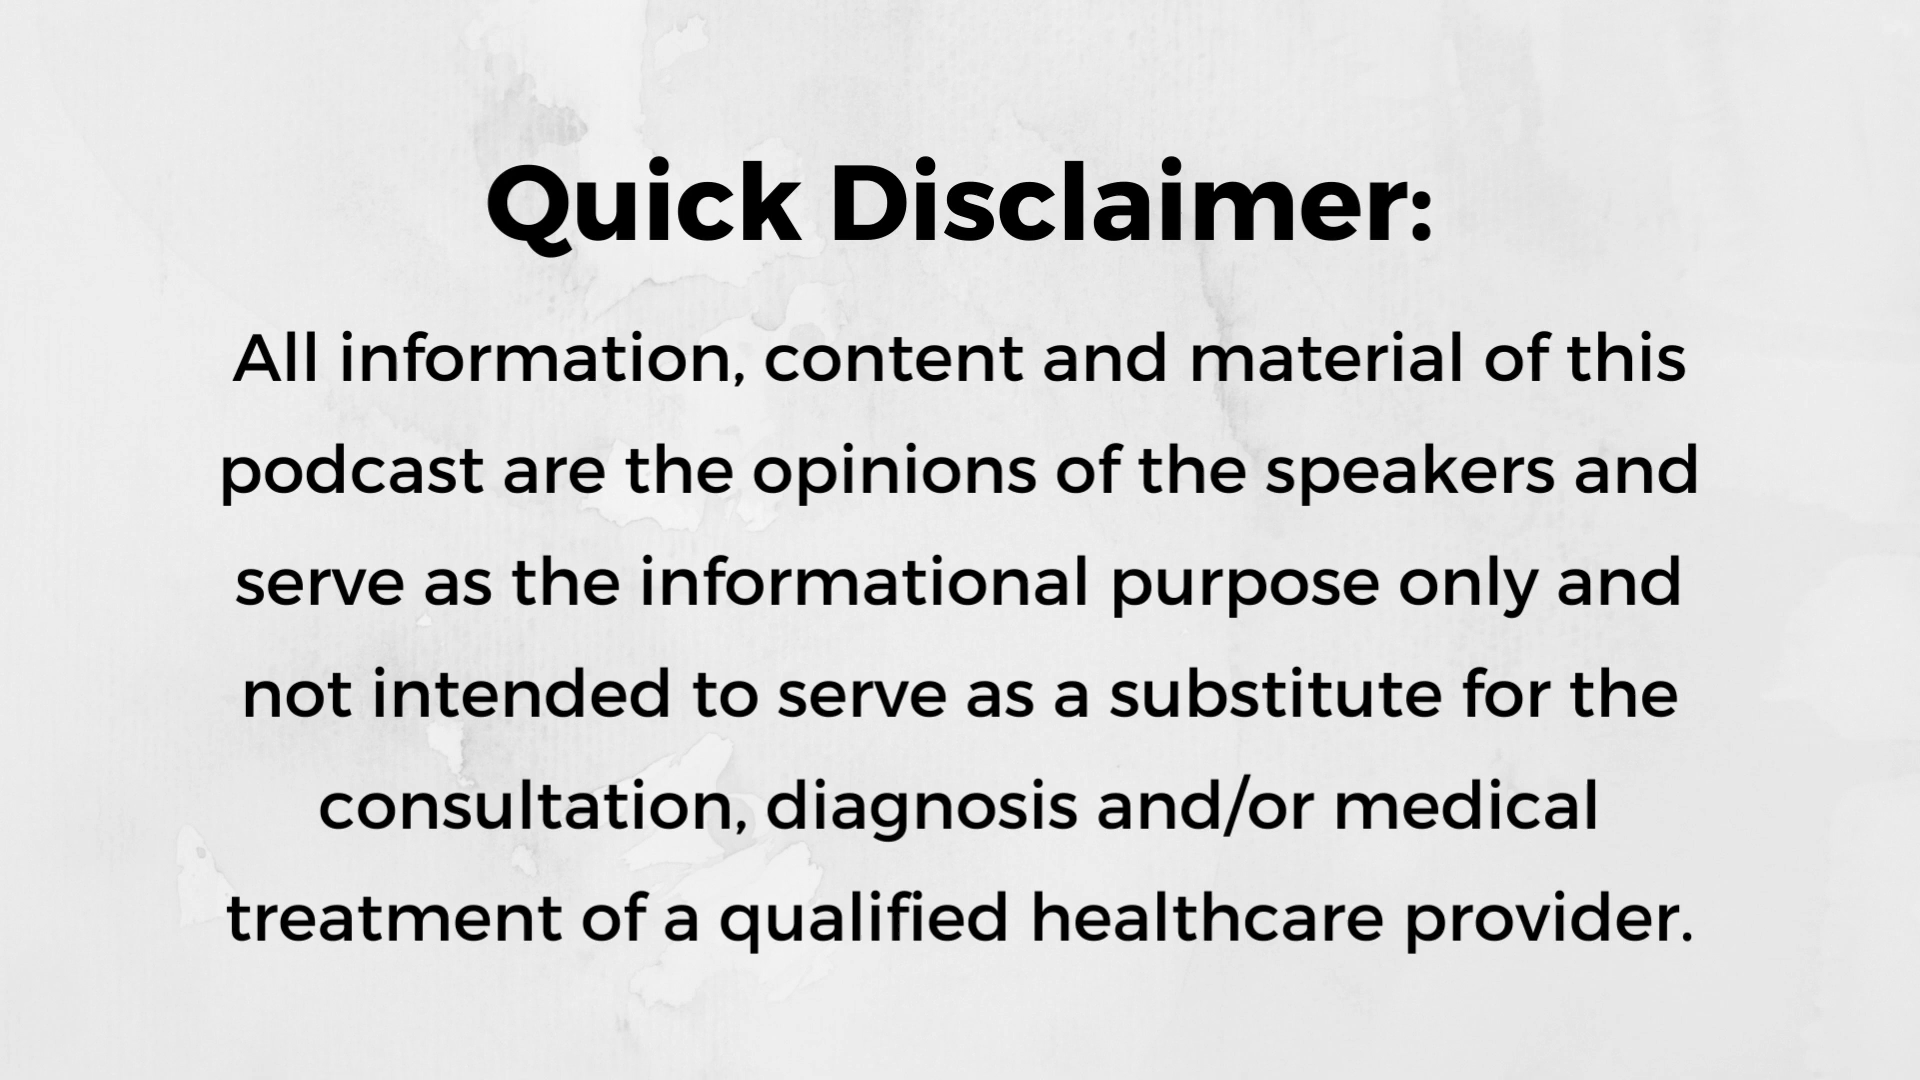 Quick Disclaimer:
All information, content and material of this
podcast are the opinions of the speakers and
serve as the informational purpose only and
not intended to serve as a substitute for the
consultation, diagnosis and/or medical
treatment of a qualified healthcare provider.